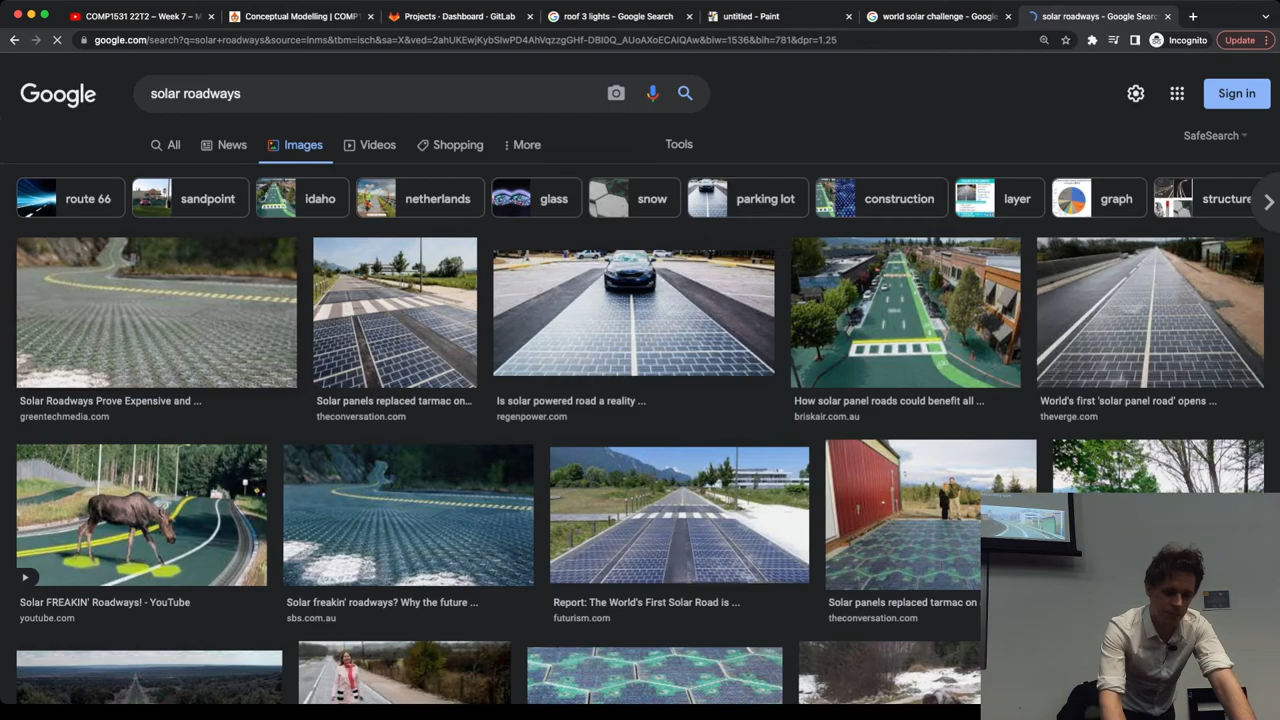 COMP1531 22T2 – Week 7 – M
Conceptual Modelling | COMP1
Projects · Dashboard · GitLab
roof 3 lights - Google Search
untitled - Paint
world solar challenge - Google
solar roadways - Google Search
google.com/search?q=solar+roadways&source=lnms&tbm=isch&sa=X&ved=2ahUKEwjKybSIwPD4AhVqzzgGHf-DBI0Q_AUoAXoECAIQAw&biw=1536&bih=781&dpr=1.25
Incognito
Update
Google
solar roadways
Sign in
All
News
Images
Videos
Shopping
More
Tools
SafeSearch
route 66
sandpoint
idaho
netherlands
glass
snow
parking lot
construction
layer
graph
structure
Solar Roadways Prove Expensive and ...
greentechmedia.com
Solar panels replaced tarmac on...
theconversation.com
Is solar powered road a reality ...
regenpower.com
How solar panel roads could benefit all ...
briskair.com.au
World's first 'solar panel road' opens ...
theverge.com
Solar FREAKIN' Roadways! - YouTube
youtube.com
Solar freakin' roadways? Why the future ...
sbs.com.au
Report: The World's First Solar Road is ...
futurism.com
Solar panels replaced tarmac on
theconversation.com